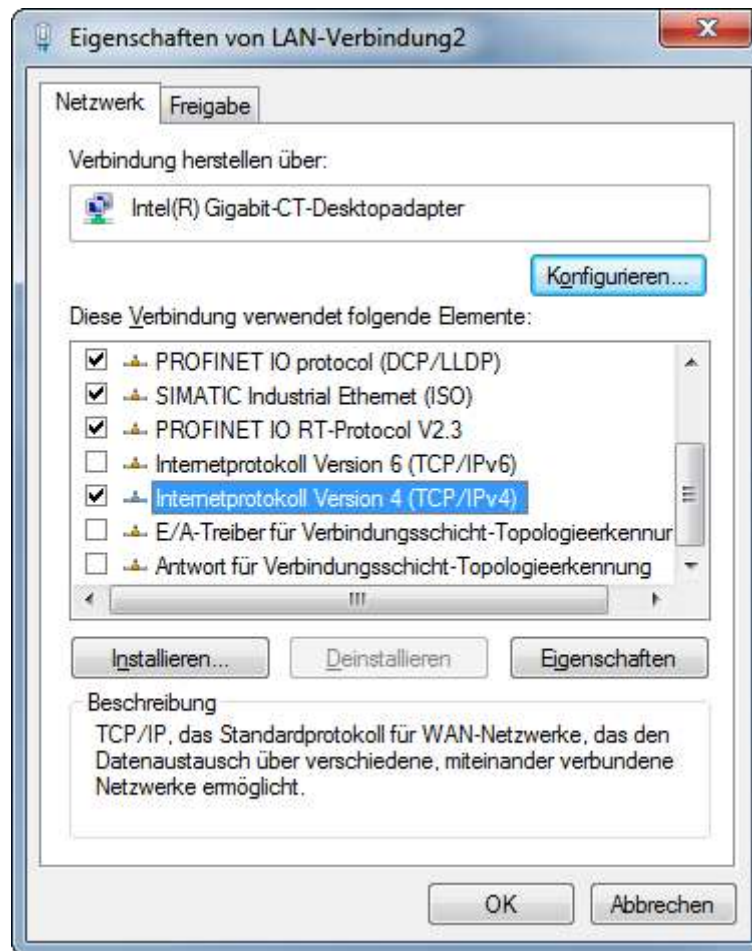 Eigenschaften von LAN-Verbindung2
Netzwerk Freigabe
Verbindung herstellen über:
Intel(R) Gigabit-CT-Desktopadapter
Konfigurieren...
Diese Verbindung verwendet folgende Elemente:
PROFINET IO protocol (DCP/LLDP)
SIMATIC Industrial Ethernet (ISO)
PROFINET IO RT-Protocol V2.3
Internetprotokoll Version 6 (TCP/IPv6)
Internetprotokoll Version 4 (TCP/IPv4)
E/A-Treiber für Verbindungsschicht-Topologieerkennur
Antwort für Verbindungsschicht-Topologieerkennung
Installieren... Deinstallieren Eigenschaften
Beschreibung
TCP/IP, das Standardprotokoll für WAN-Netzwerke, das den
Datenaustausch über verschiedene, miteinander verbundene
Netzwerke ermöglicht.
OK Abbrechen